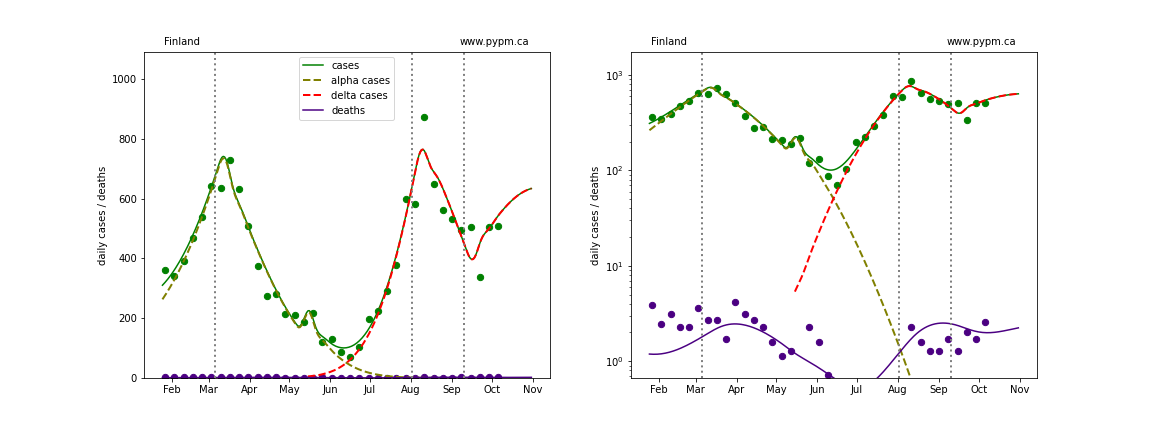 Finland www.pypm.ca
1000
800
600
400
200
0
daily cases / deaths
cases
alpha cases
delta cases
deaths
Feb Mar Apr May Jun Jul Aug Sep Oct Nov
Finland www.pypm.ca
10³
10²
10¹
10⁰
daily cases / deaths
Feb Mar Apr May Jun Jul Aug Sep Oct Nov